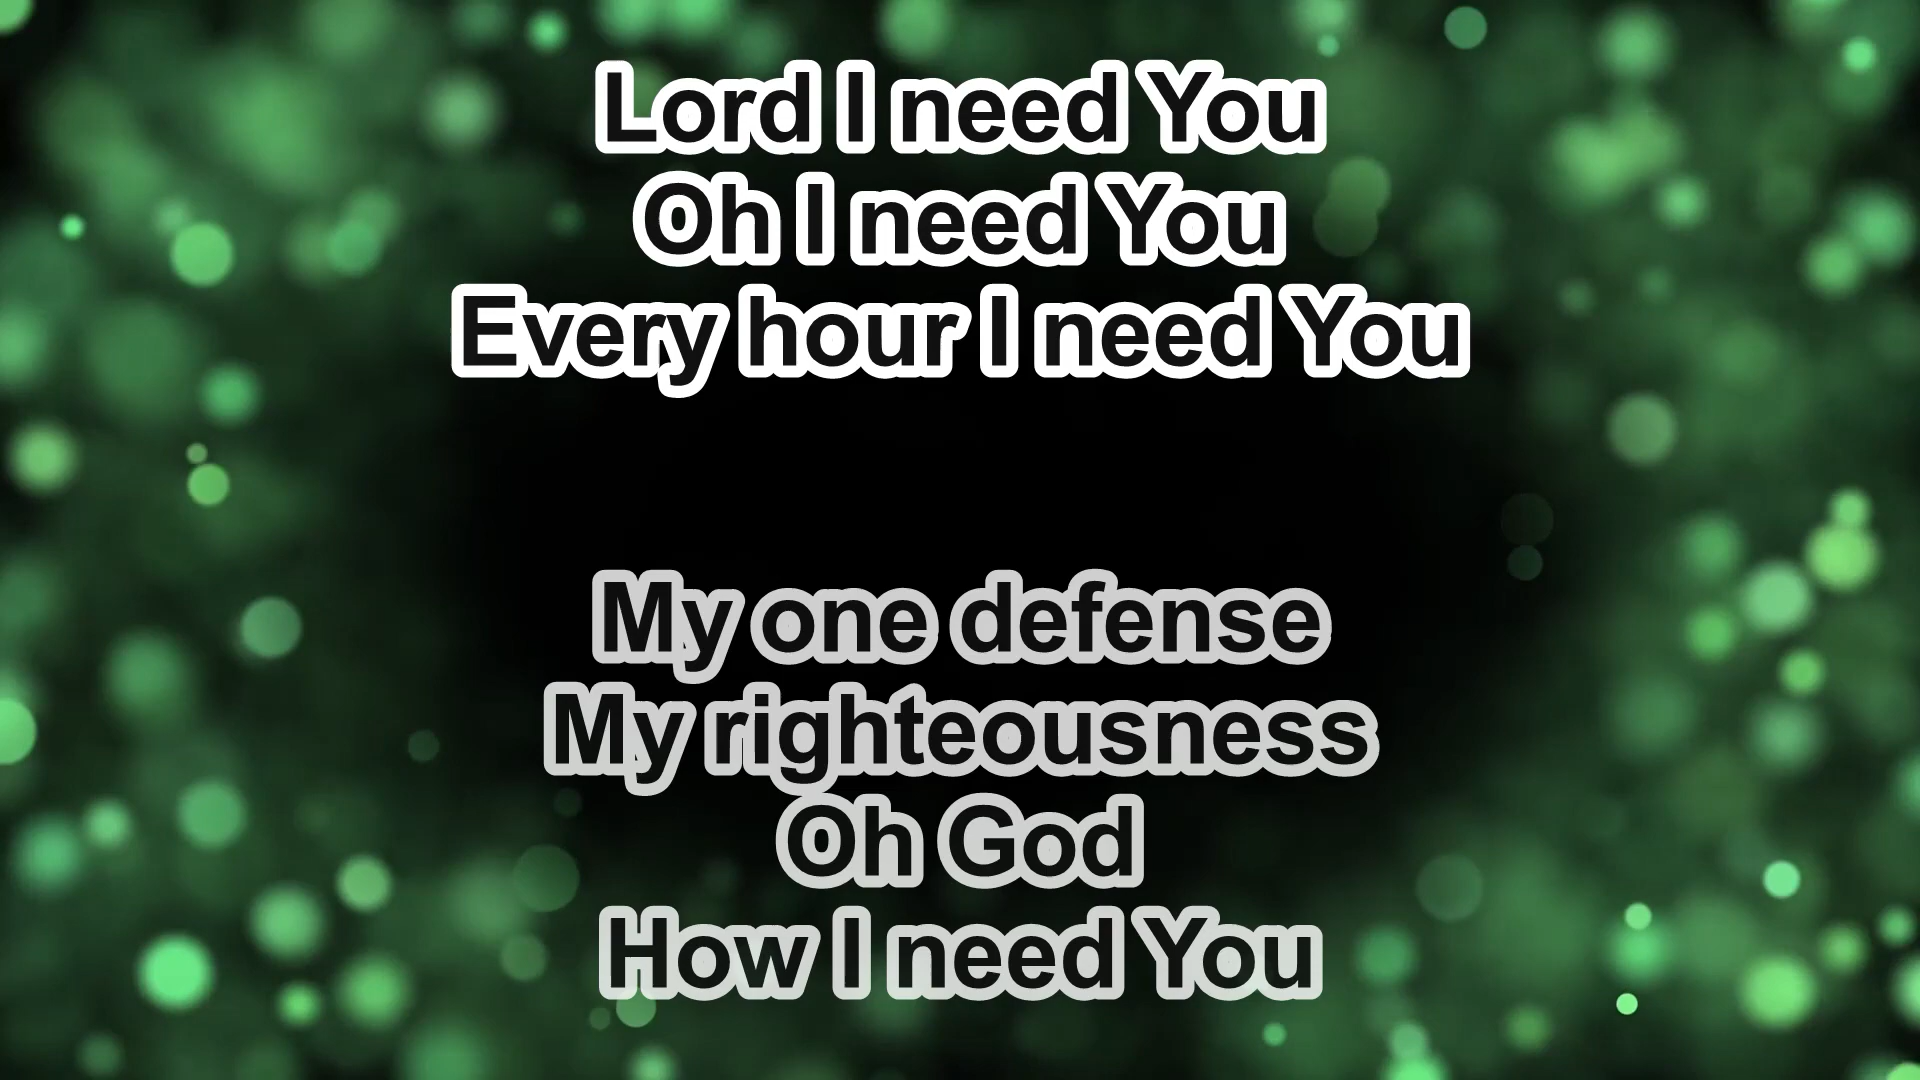 Lord I need You
Oh I need You
Every hour I need You
My one defense
My righteousness
Oh God
How I need You